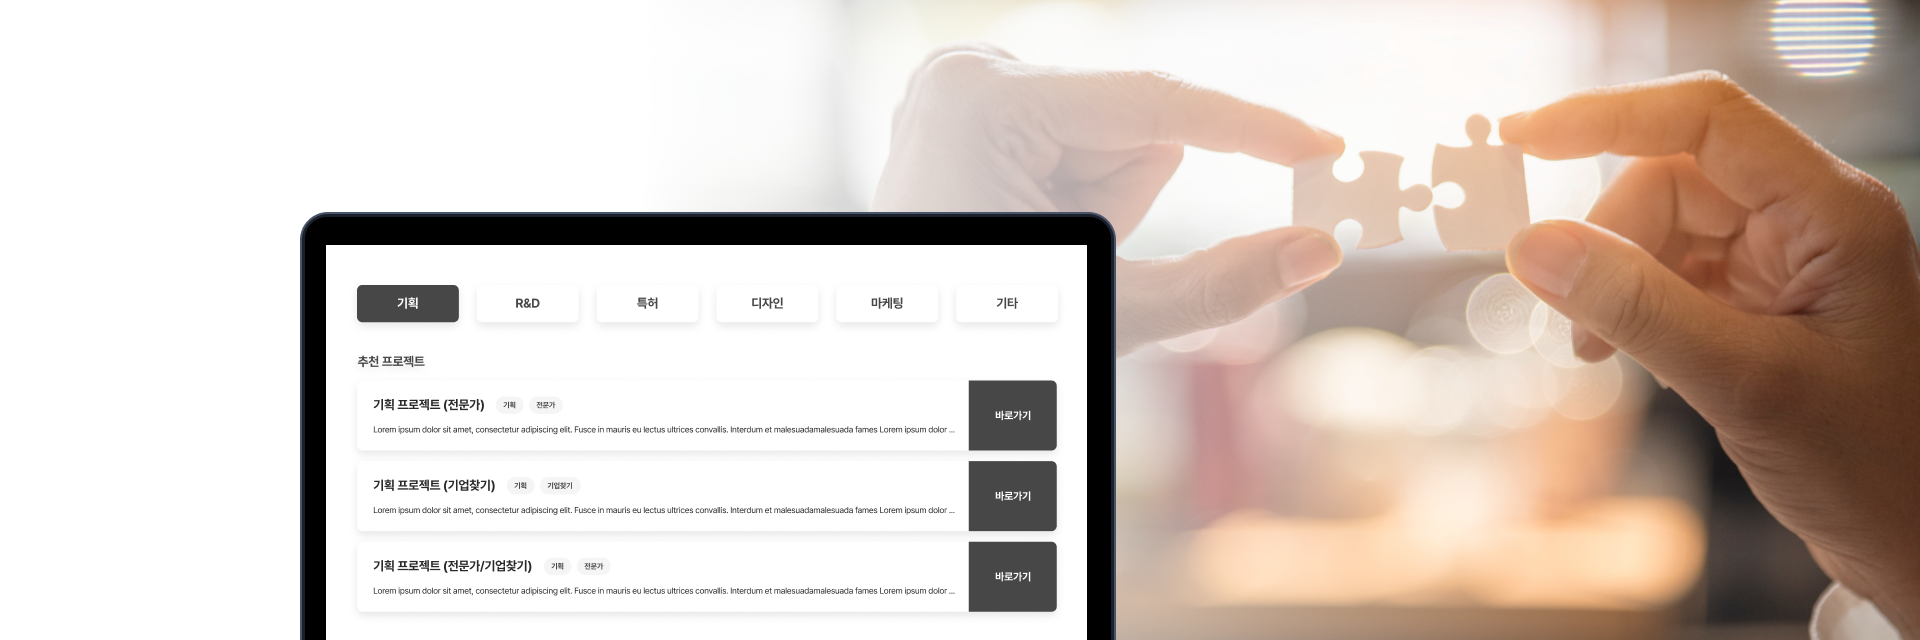 기획 R&D 특허 디자인 마케팅 기타
추천 프로젝트
기획 프로젝트 (전문가) 기획 전문가
Lorem ipsum dolor sit amet, consectetur adipiscing elit. Fusce in mauris eu lectus ultrices convallis. Interdum et malesuadamalesuada fames Lorem ipsum dolor ...
바로가기
기획 프로젝트 (기업찾기) 기획 기업찾기
Lorem ipsum dolor sit amet, consectetur adipiscing elit. Fusce in mauris eu lectus ultrices convallis. Interdum et malesuadamalesuada fames Lorem ipsum dolor ...
바로가기
기획 프로젝트 (전문가/기업찾기) 기획 전문가
Lorem ipsum dolor sit amet, consectetur adipiscing elit. Fusce in mauris eu lectus ultrices convallis. Interdum et malesuadamalesuada fames Lorem ipsum dolor ...
바로가기